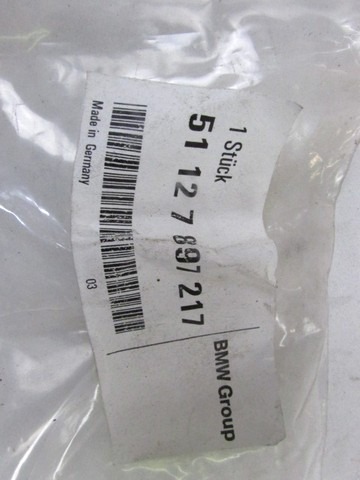 1 Stück
51 12 7 897 217
Made in Germany
03
BMW Group